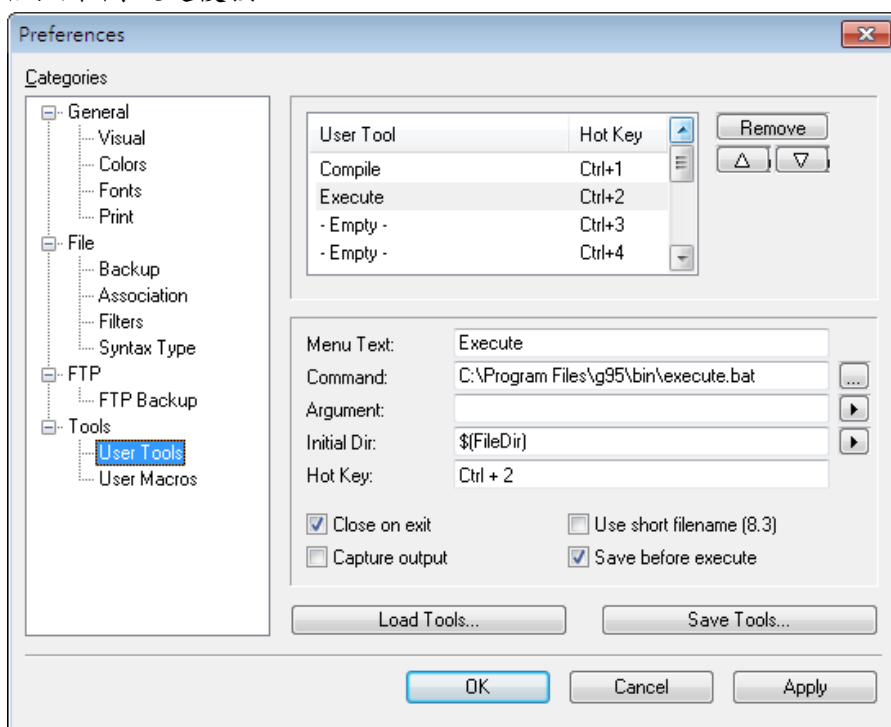 Preferences
Categories
General
Visual
Colors
Fonts
Print
File
Backup
Association
Filters
Syntax Type
FTP
FTP Backup
Tools
User Tools
User Macros
User Tool Hot Key
Compile Ctrl+1
Execute Ctrl+2
- Empty - Ctrl+3
- Empty - Ctrl+4
Remove
Menu Text: Execute
Command: C:\Program Files\g95\bin\execute.bat ...
Argument:
Initial Dir: $(FileDir)
Hot Key: Ctrl + 2
Close on exit Use short filename (8.3)
Capture output Save before execute
Load Tools... Save Tools...
OK Cancel Apply